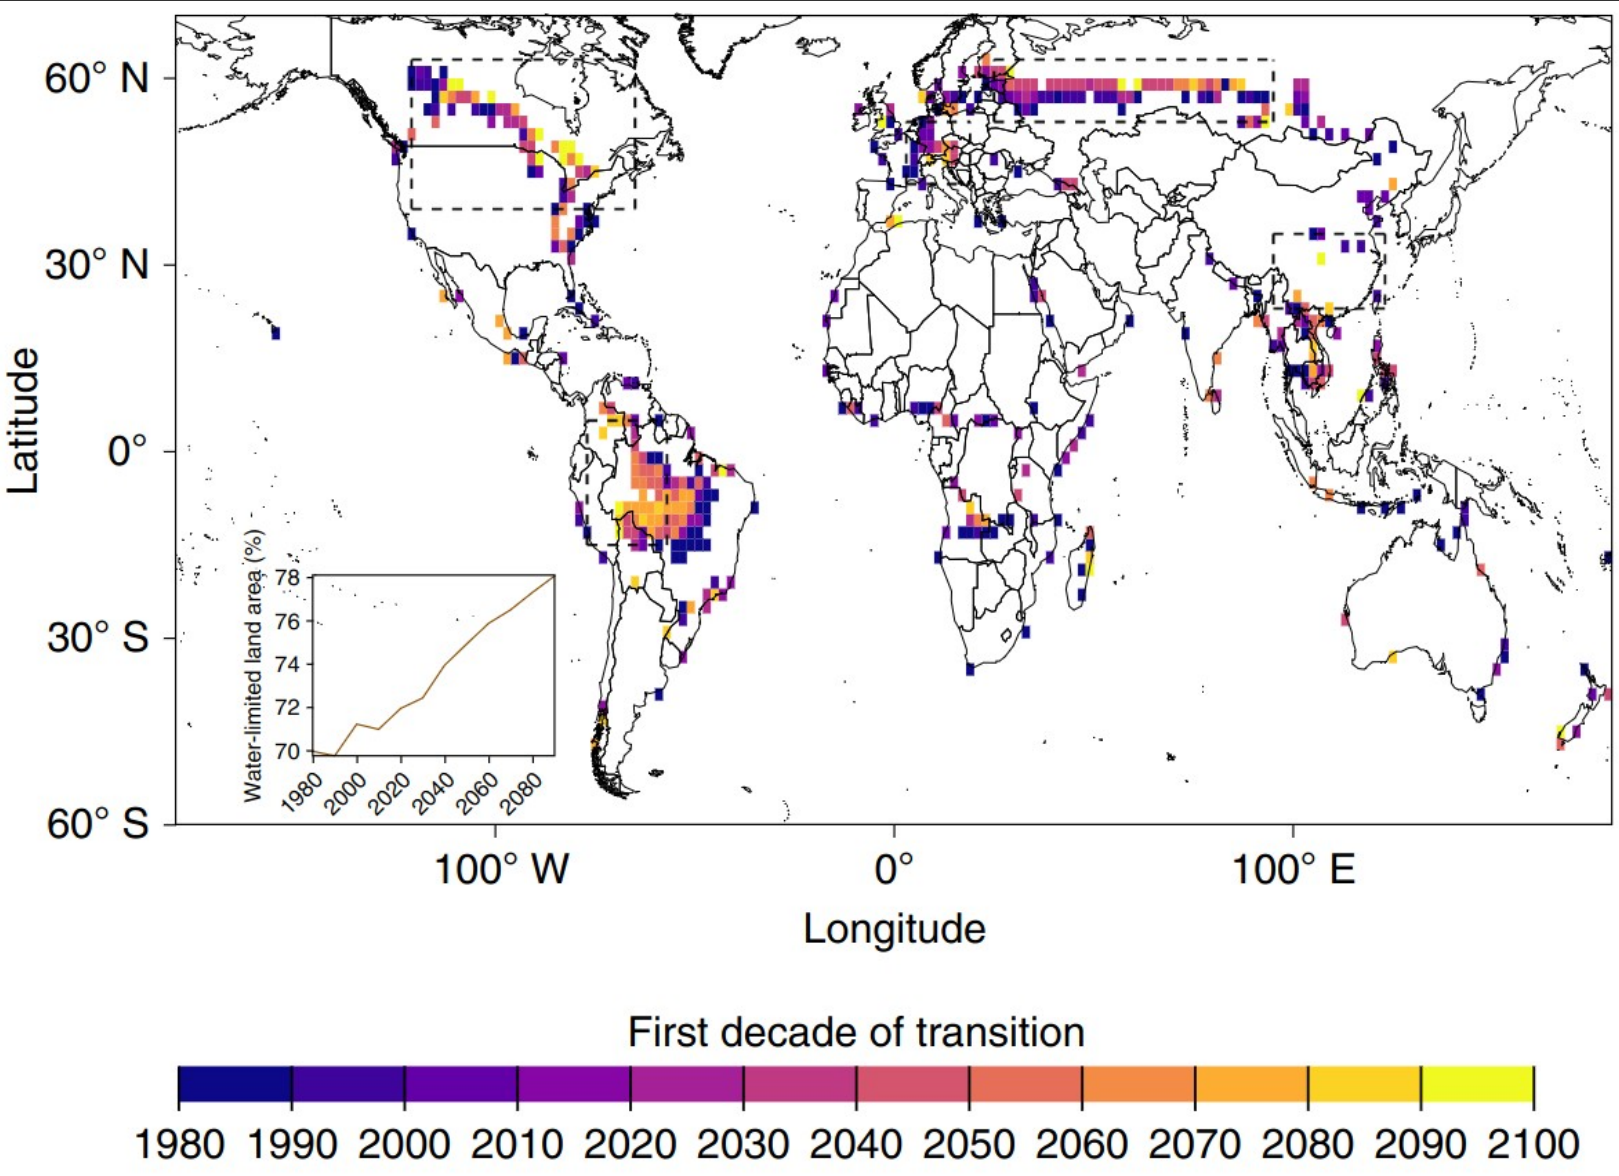 60° N
30° N
0°
30° S
60° S
Latitude
Water-limited land area (%)
78
76
74
72
70
1980 2000 2020 2040 2060 2080
100° W 0° 100° E
Longitude
First decade of transition
1980 1990 2000 2010 2020 2030 2040 2050 2060 2070 2080 2090 2100